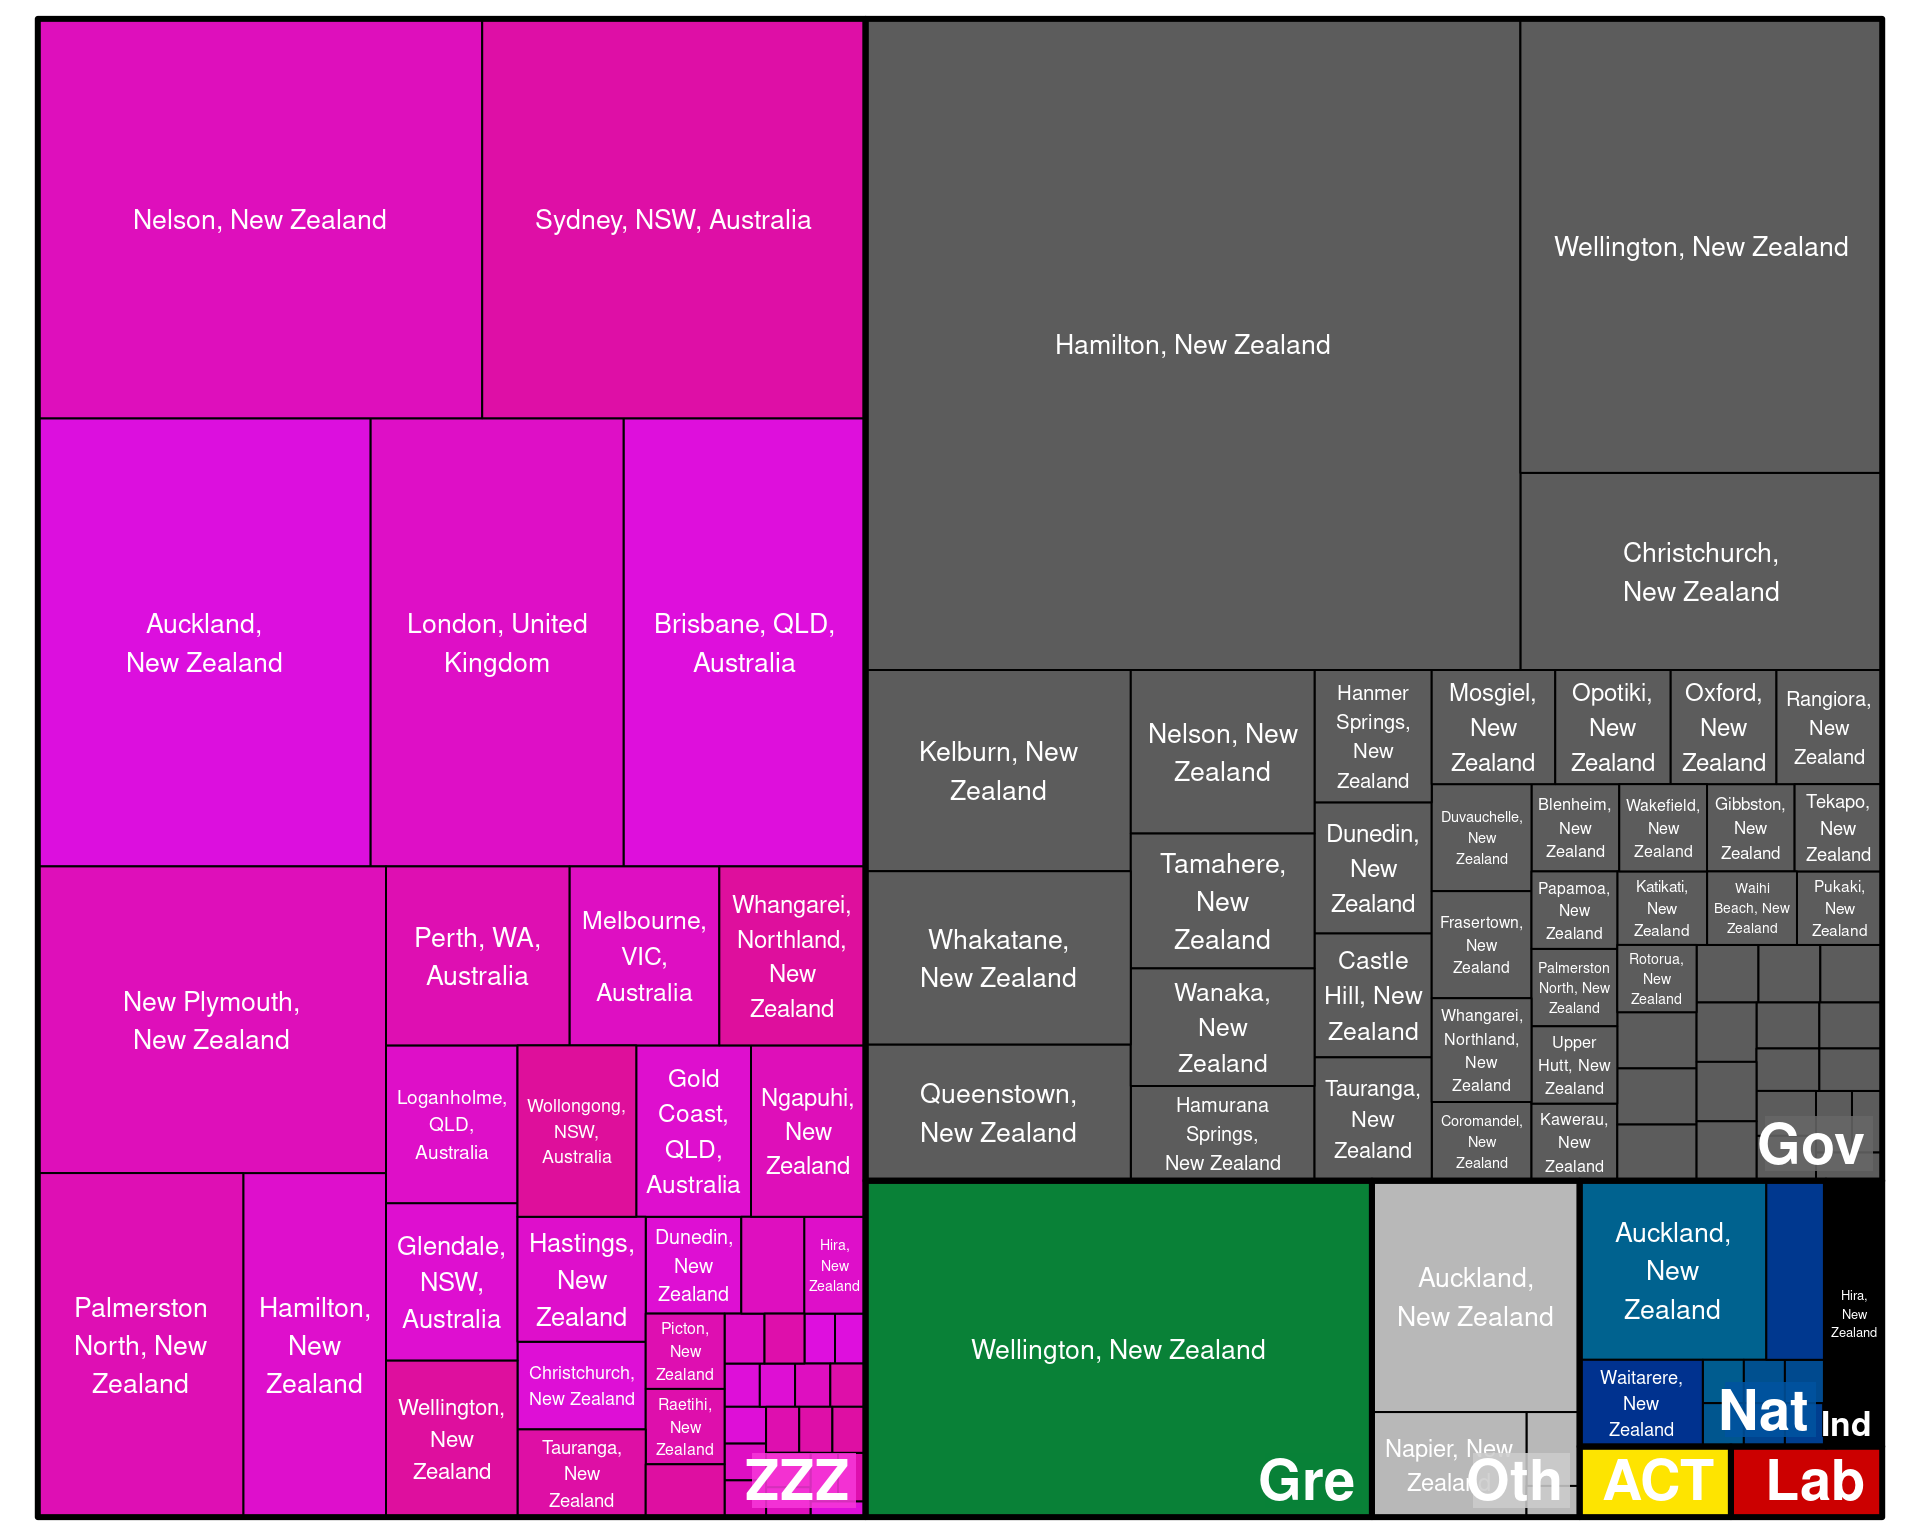 Nelson, New Zealand
Sydney, NSW, Australia
Auckland,
New Zealand
London, United
Kingdom
Brisbane, QLD,
Australia
New Plymouth,
New Zealand
Perth, WA,
Australia
Melbourne,
VIC,
Australia
Whangarei,
Northland,
New
Zealand
Palmerston
North, New
Zealand
Hamilton,
New
Zealand
Loganholme,
QLD,
Australia
Wollongong,
NSW,
Australia
Gold
Coast,
QLD,
Australia
Ngapuhi,
New
Zealand
Glendale,
NSW,
Australia
Hastings,
New
Zealand
Dunedin,
New
Zealand
Hira,
New
Zealand
Wellington,
New
Zealand
Christchurch,
New Zealand
Tauranga,
New
Zealand
Picton,
New
Zealand
Raetihi,
New
Zealand
ZZZ
Hamilton, New Zealand
Wellington, New Zealand
Christchurch,
New Zealand
Kelburn, New
Zealand
Whakatane,
New Zealand
Queenstown,
New Zealand
Nelson, New
Zealand
Tamahere,
New
Zealand
Wanaka,
New
Zealand
Hamurana
Springs,
New Zealand
Hanmer
Springs,
New
Zealand
Dunedin,
New
Zealand
Castle
Hill, New
Zealand
Tauranga,
New
Zealand
Mosgiel,
New
Zealand
Opotiki,
New
Zealand
Oxford,
New
Zealand
Rangiora,
New
Zealand
Duvauchelle,
New
Zealand
Frasertown,
New
Zealand
Whangarei,
Northland,
New
Zealand
Coromandel,
New
Zealand
Blenheim,
New
Zealand
Wakefield,
New
Zealand
Gibbston,
New
Zealand
Tekapo,
New
Zealand
Papamoa,
New
Zealand
Palmerston
North, New
Zealand
Upper
Hutt, New
Zealand
Kawerau,
New
Zealand
Katikati,
New
Zealand
Waihi
Beach, New
Zealand
Pukaki,
New
Zealand
Rotorua,
New
Zealand
Gov
Wellington, New Zealand
Gre
Auckland,
New Zealand
Napier, New
Zealand
Oth
Auckland,
New
Zealand
Waitarere,
New
Zealand
Nat
Hira,
New
Zealand
Ind
ACT
Lab